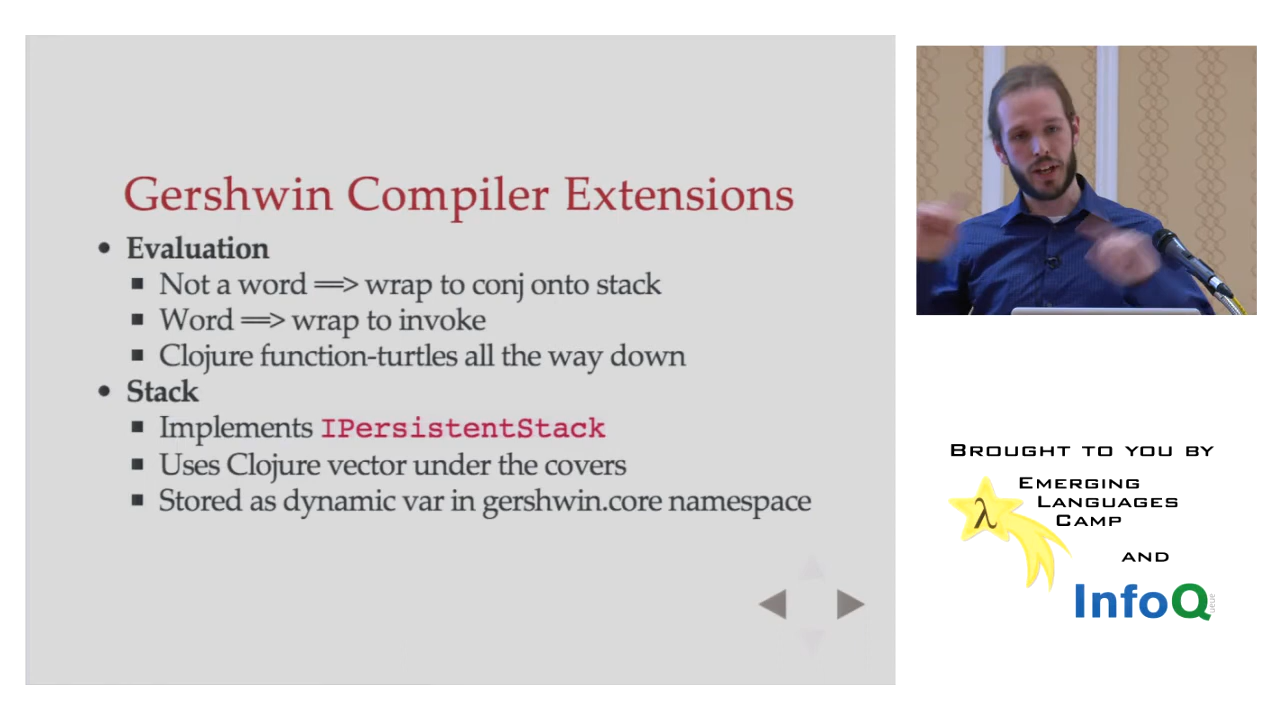 Gershwin Compiler Extensions
• Evaluation
▪ Not a word ==> wrap to conj onto stack
▪ Word ==> wrap to invoke
▪ Clojure function-turtles all the way down
• Stack
▪ Implements IPersistentStack
▪ Uses Clojure vector under the covers
▪ Stored as dynamic var in gershwin.core namespace
BROUGHT TO YOU BY
EMERGING
LANGUAGES
CAMP
λ
AND
InfoQ
ueue